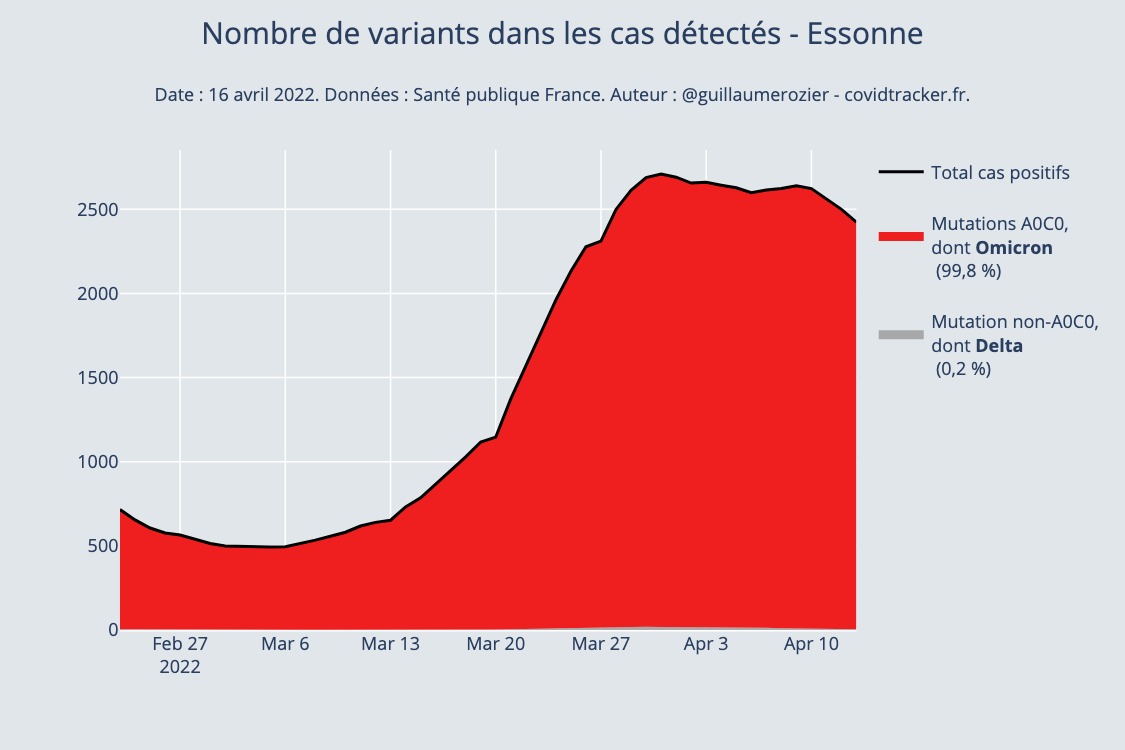 Nombre de variants dans les cas détectés - Essonne
Date : 16 avril 2022. Données : Santé publique France. Auteur : @guillaumerozier - covidtracker.fr.
Total cas positifs
Mutations A0C0,
dont Omicron
(99,8 %)
Mutation non-A0C0,
dont Delta
(0,2 %)
2500
2000
1500
1000
500
0
Feb 27
2022
Mar 6
Mar 13
Mar 20
Mar 27
Apr 3
Apr 10